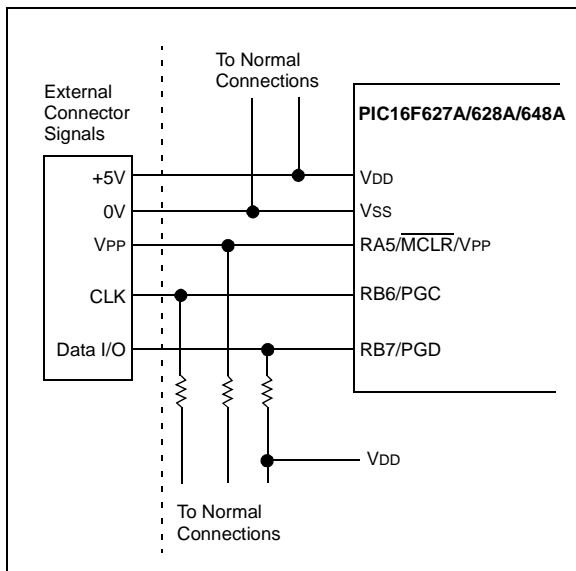 To Normal
Connections
External
Connector
Signals
PIC16F627A/628A/648A
+5V
VDD
0V
VSS
VPP
RA5/MCLR/VPP
CLK
RB6/PGC
Data I/O
RB7/PGD
VDD
To Normal
Connections